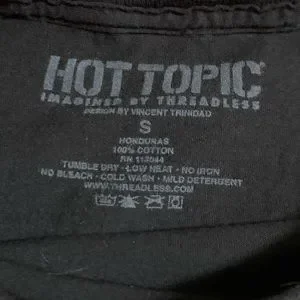 HOT TOPIC®
IMAGINED BY THREADLESS
DESIGN BY VINCENT TRINIDAD
S
HONDURAS
100% COTTON
RN 113044
TUMBLE DRY · LOW HEAT · NO IRON
NO BLEACH · COLD WASH · MILD DETERGENT
WWW.THREADLESS.COM